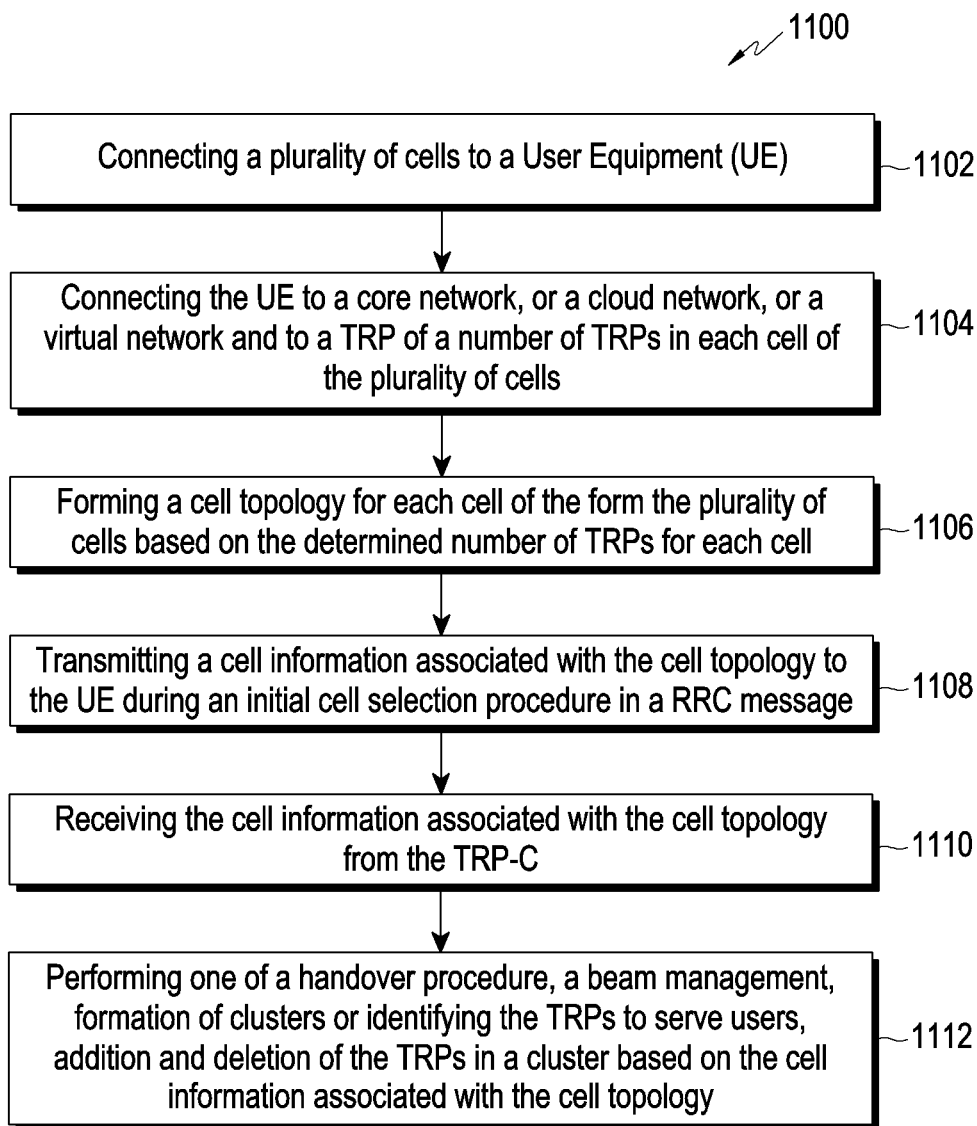 1100
Connecting a plurality of cells to a User Equipment (UE)
1102
Connecting the UE to a core network, or a cloud network, or a
virtual network and to a TRP of a number of TRPs in each cell of
the plurality of cells
1104
Forming a cell topology for each cell of the form the plurality of
cells based on the determined number of TRPs for each cell
1106
Transmitting a cell information associated with the cell topology to
the UE during an initial cell selection procedure in a RRC message
1108
Receiving the cell information associated with the cell topology
from the TRP-C
1110
Performing one of a handover procedure, a beam management,
formation of clusters or identifying the TRPs to serve users,
addition and deletion of the TRPs in a cluster based on the cell
information associated with the cell topology
1112